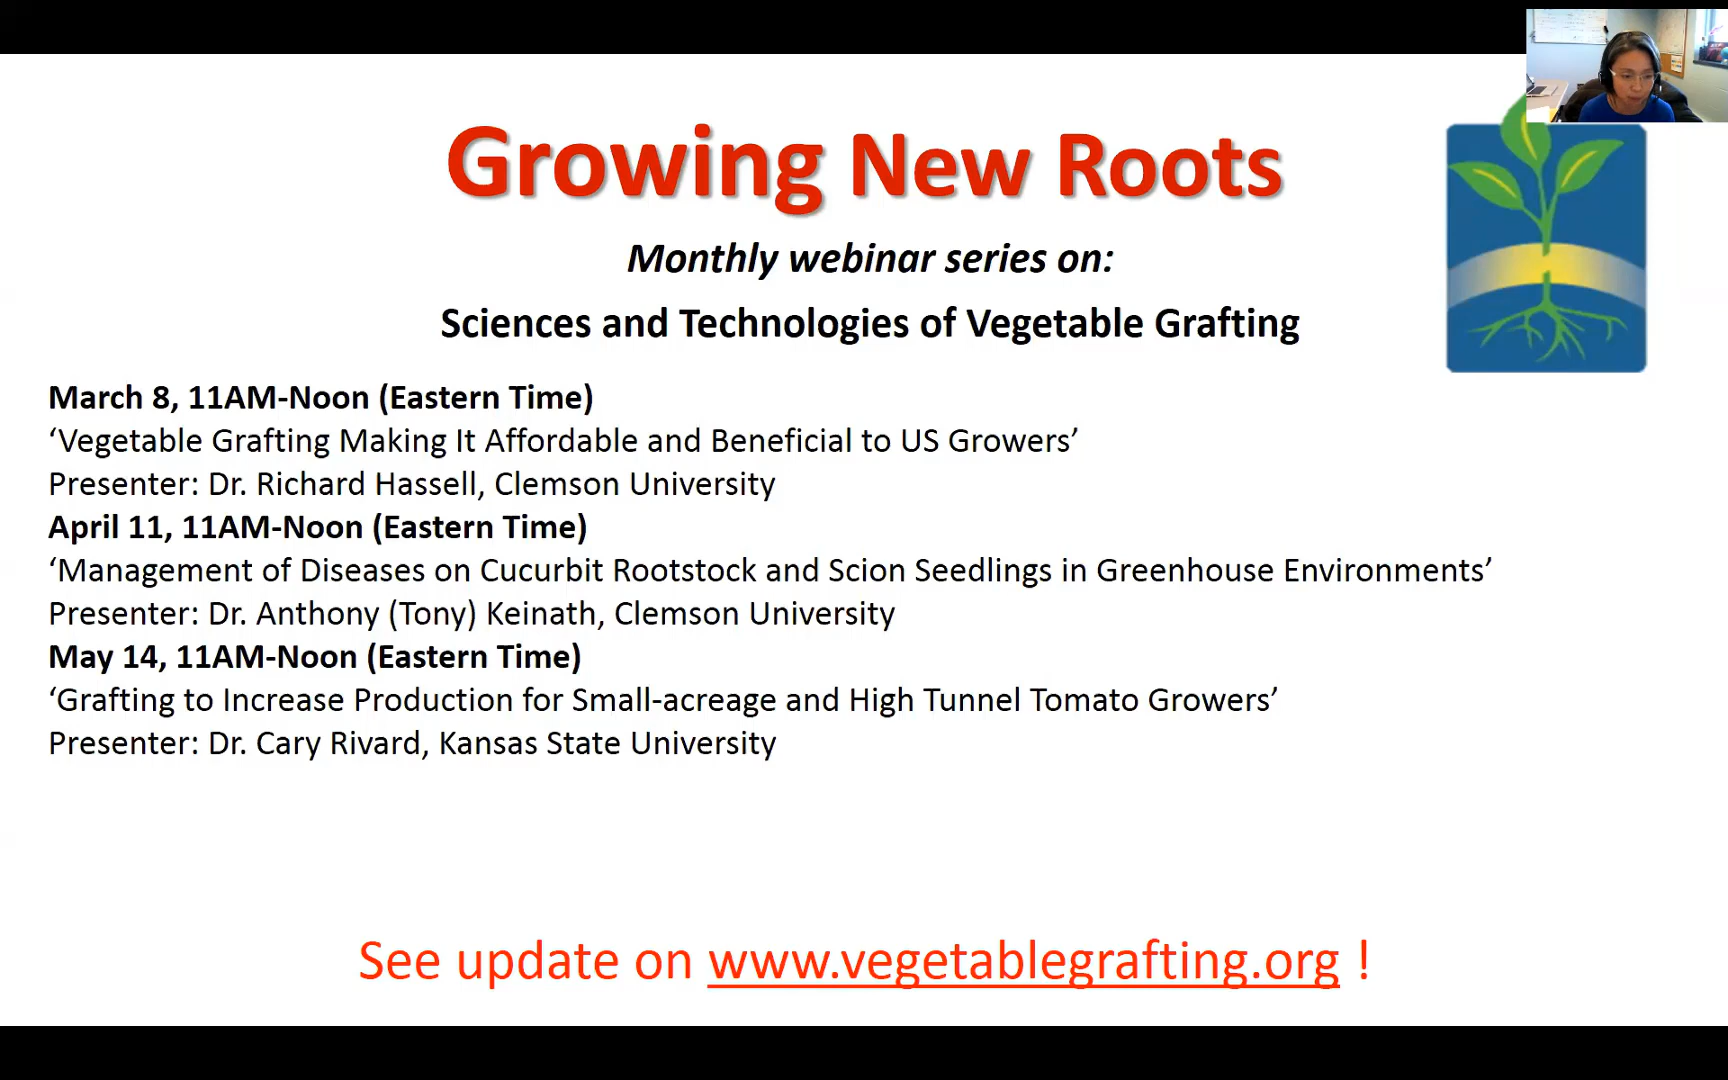 Growing New Roots
Monthly webinar series on:
Sciences and Technologies of Vegetable Grafting
March 8, 11AM-Noon (Eastern Time)
‘Vegetable Grafting Making It Affordable and Beneficial to US Growers’
Presenter: Dr. Richard Hassell, Clemson University
April 11, 11AM-Noon (Eastern Time)
‘Management of Diseases on Cucurbit Rootstock and Scion Seedlings in Greenhouse Environments’
Presenter: Dr. Anthony (Tony) Keinath, Clemson University
May 14, 11AM-Noon (Eastern Time)
‘Grafting to Increase Production for Small-acreage and High Tunnel Tomato Growers’
Presenter: Dr. Cary Rivard, Kansas State University
See update on www.vegetablegrafting.org !